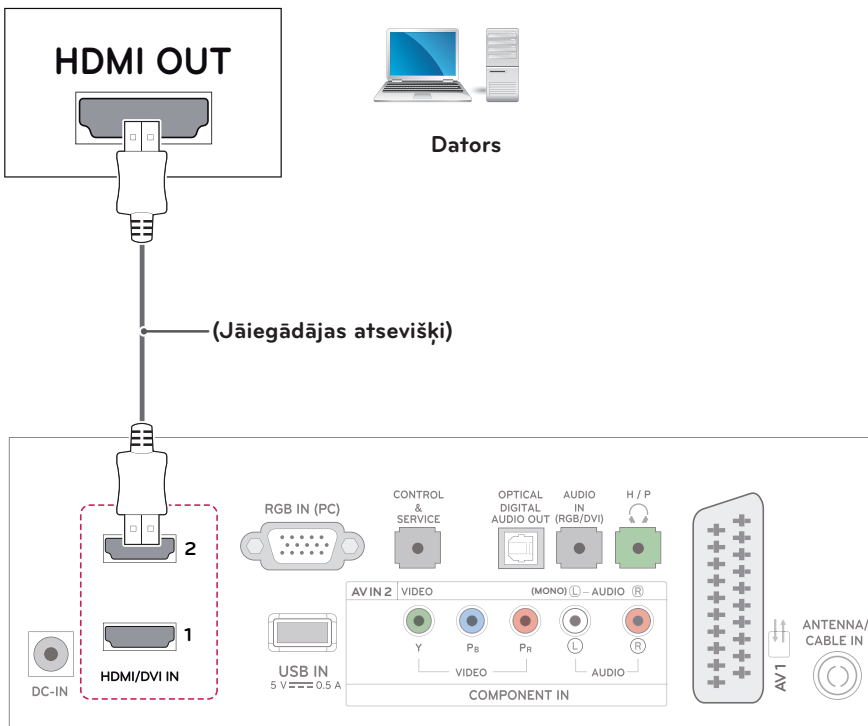 HDMI OUT
Dators
(Jāiegādājas atsevišķi)
2
1
HDMI/DVI IN
DC-IN
RGB IN (PC)
CONTROL
&
SERVICE
OPTICAL
DIGITAL
AUDIO OUT
AUDIO
IN
(RGB/DVI)
H / P
USB IN
5 V 0.5 A
AV IN 2
VIDEO
(MONO) L – AUDIO R
Y
PB
PR
L
R
VIDEO
AUDIO
COMPONENT IN
AV 1
ANTENNA/
CABLE IN